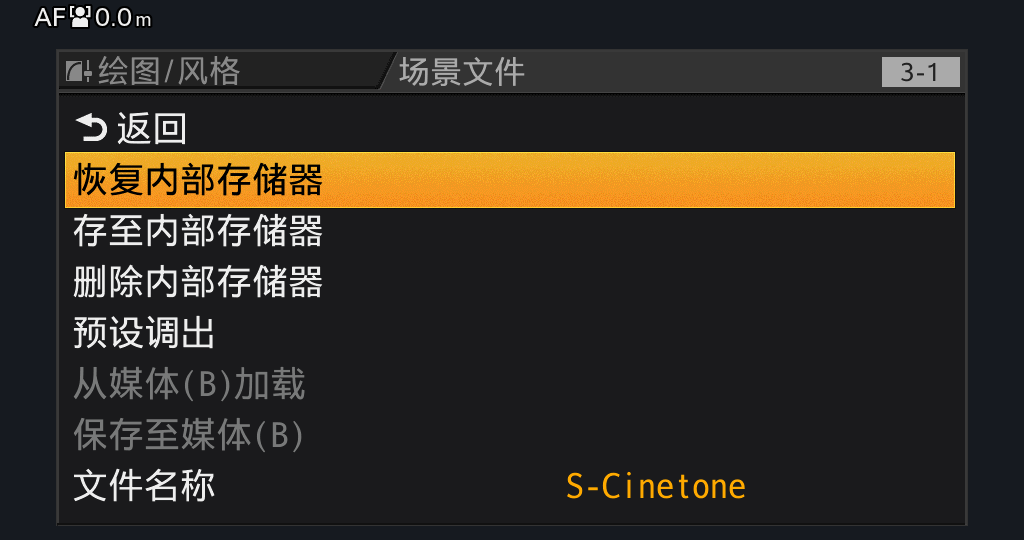 AF 0.0m
绘图/风格 场景文件 3-1
返回
恢复内部存储器
存至内部存储器
删除内部存储器
预设调出
从媒体(B)加载
保存至媒体(B)
文件名称 S-Cinetone